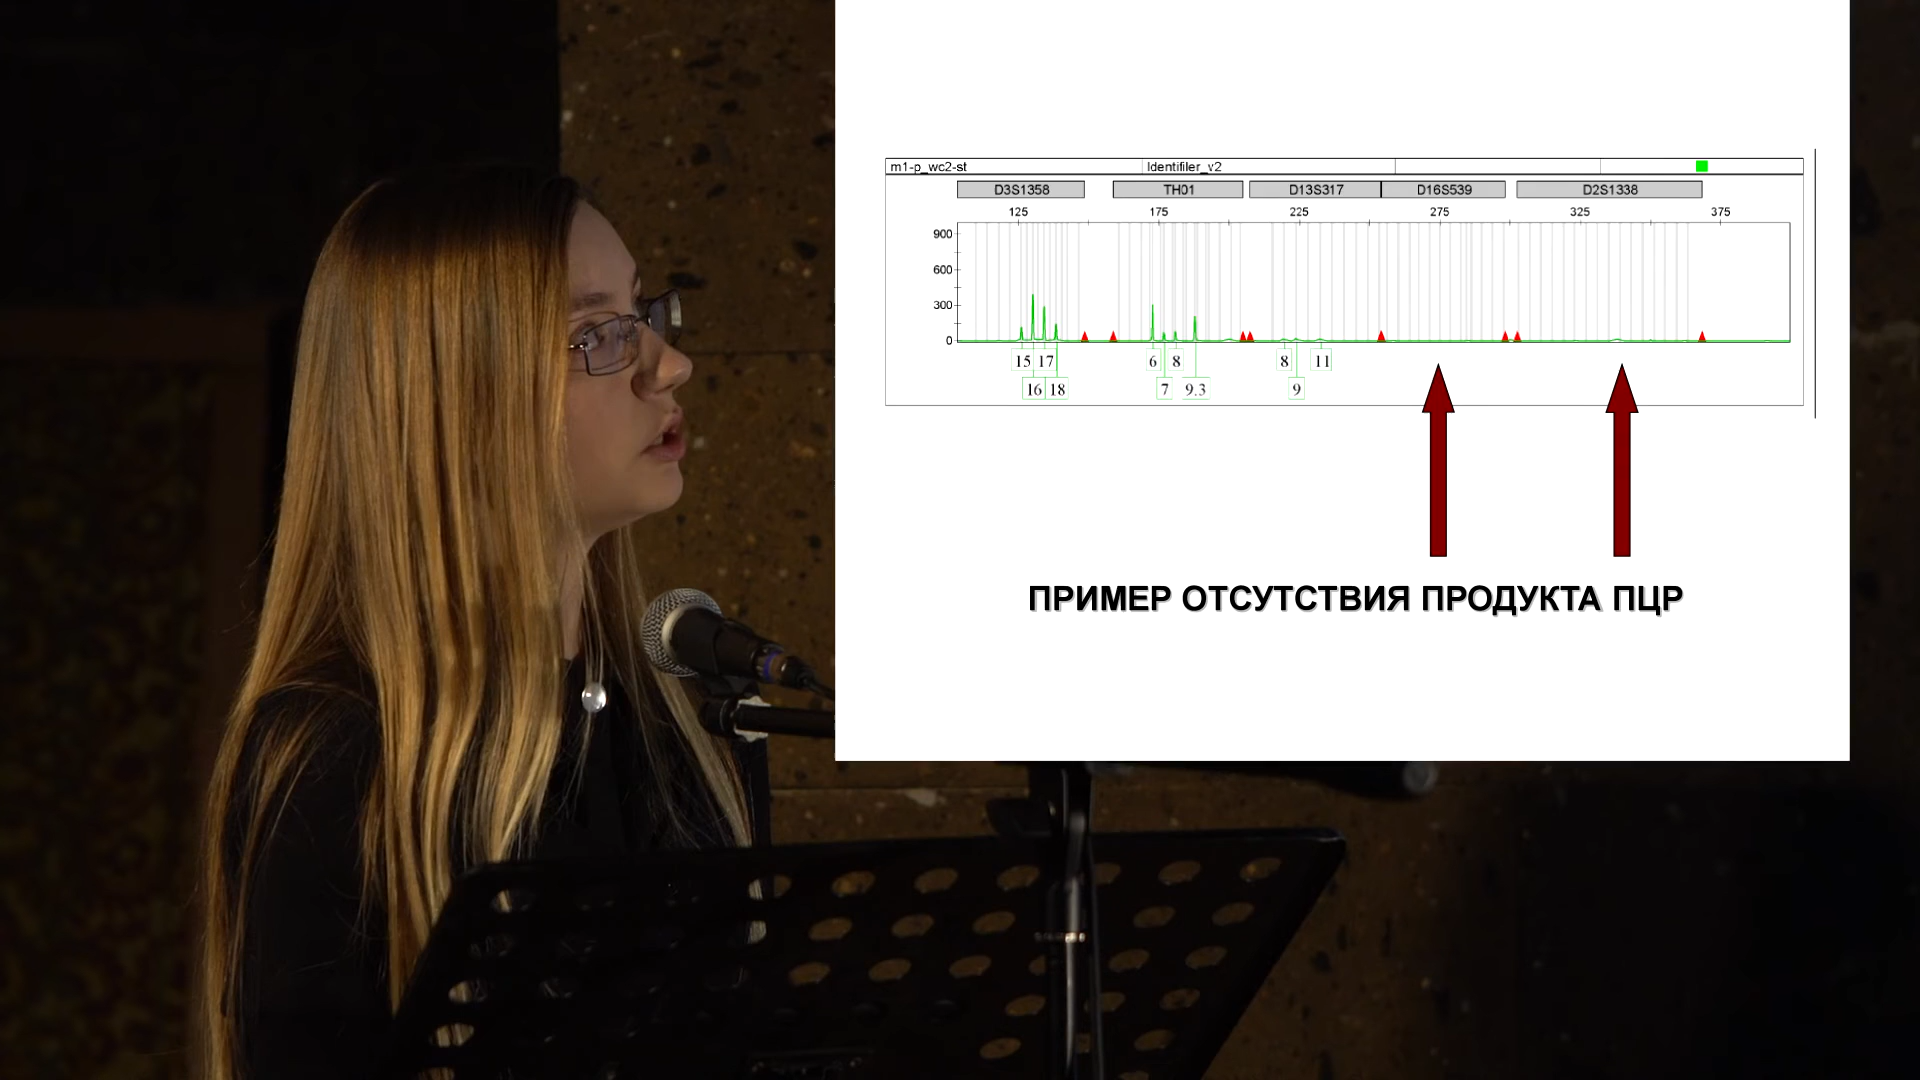 m1-p_wc2-st Identifiler_v2
D3S1358 TH01 D13S317 D16S539 D2S1338
125 175 225 275 325 375
900
600
300
0
15 17 6 8 8 11
16 18 7 9.3 9
ПРИМЕР ОТСУТСТВИЯ ПРОДУКТА ПЦР